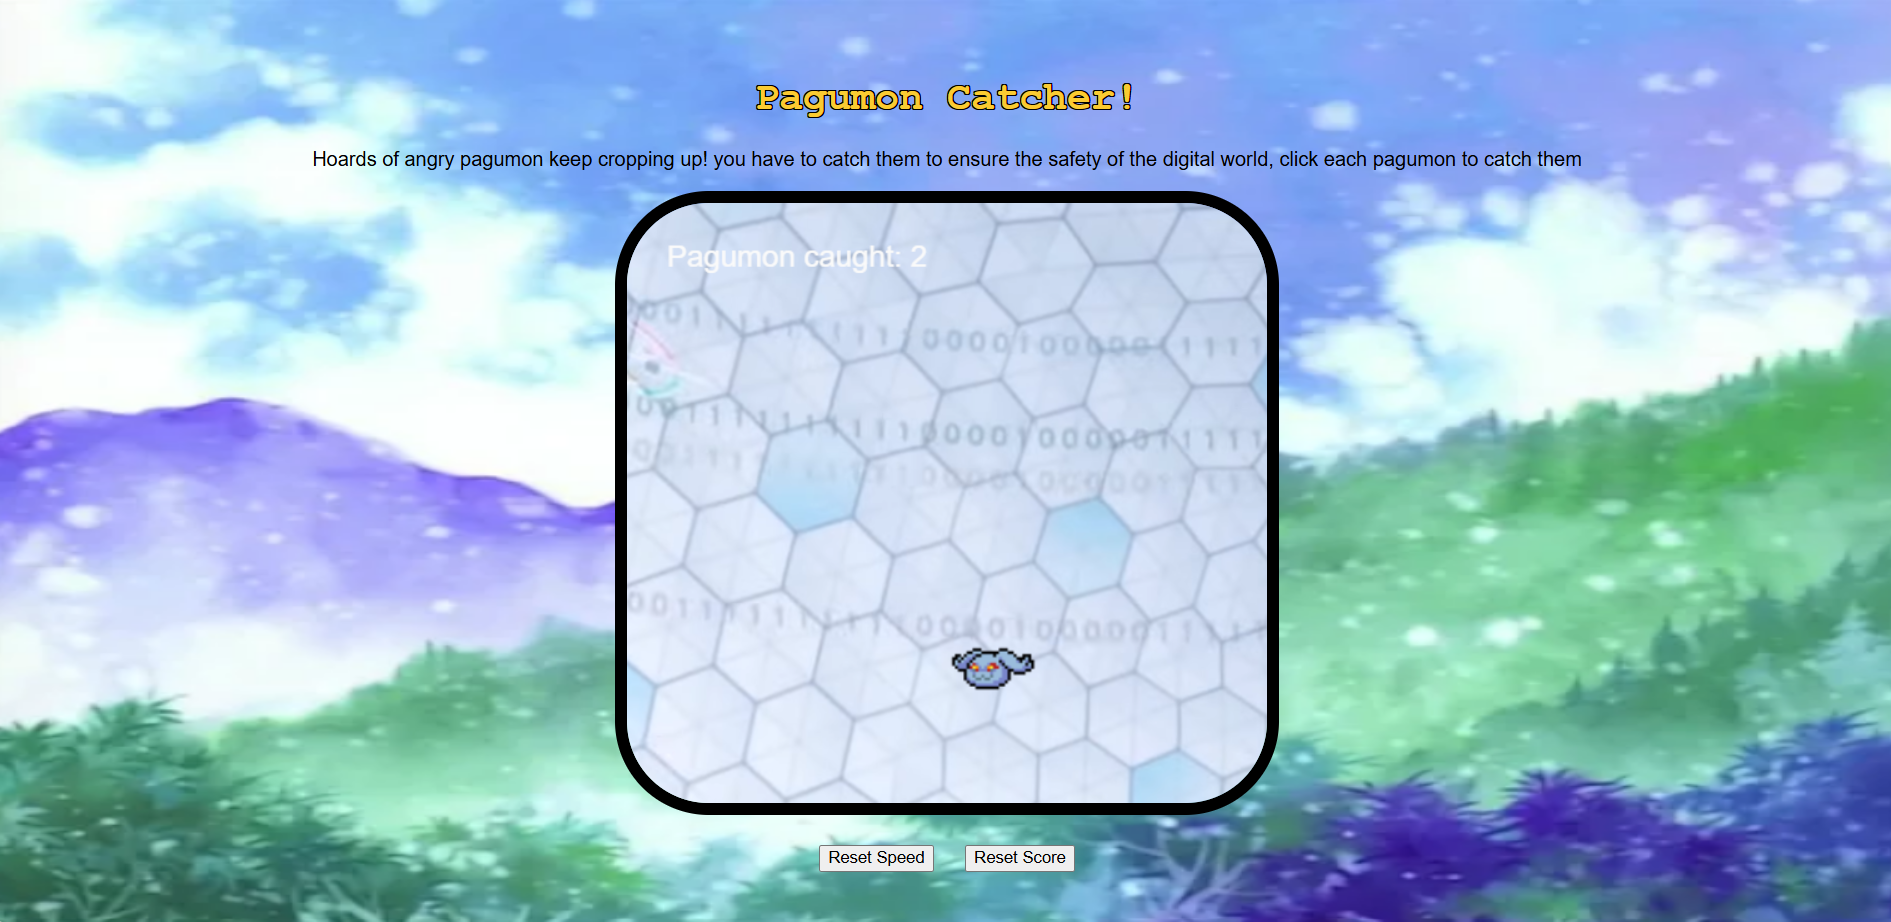 Pagumon Catcher!
Hoards of angry pagumon keep cropping up! you have to catch them to ensure the safety of the digital world, click each pagumon to catch them
Pagumon caught: 2
Reset Speed
Reset Score